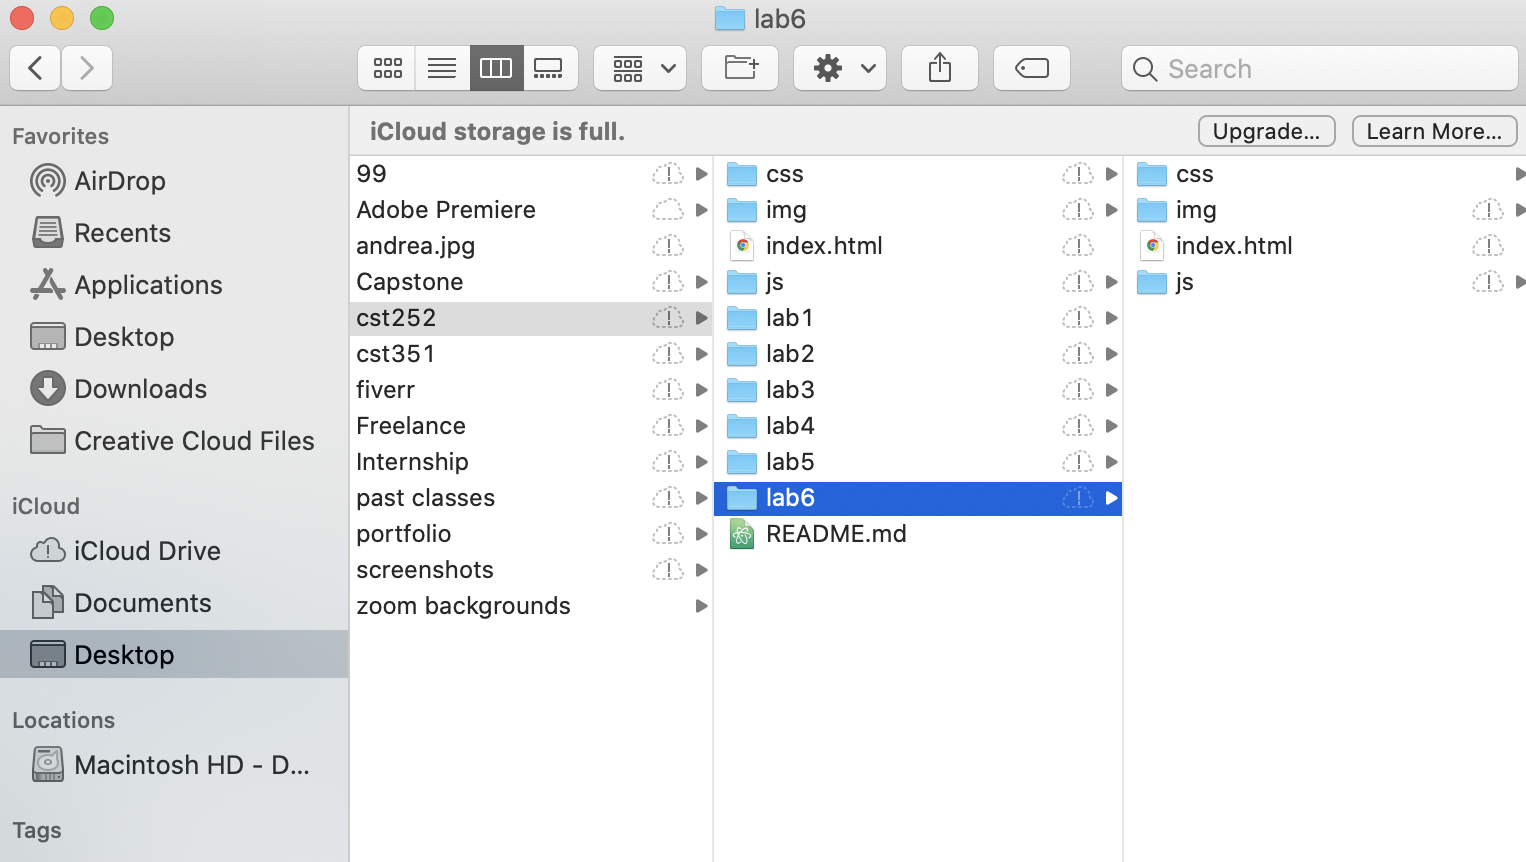 lab6
Search
Favorites
AirDrop
Recents
Applications
Desktop
Downloads
Creative Cloud Files
iCloud
iCloud Drive
Documents
Desktop
Locations
Macintosh HD - D...
Tags
iCloud storage is full.
Upgrade...
Learn More...
99
Adobe Premiere
andrea.jpg
Capstone
cst252
cst351
fiverr
Freelance
Internship
past classes
portfolio
screenshots
zoom backgrounds
css
img
index.html
js
lab1
lab2
lab3
lab4
lab5
lab6
README.md
css
img
index.html
js